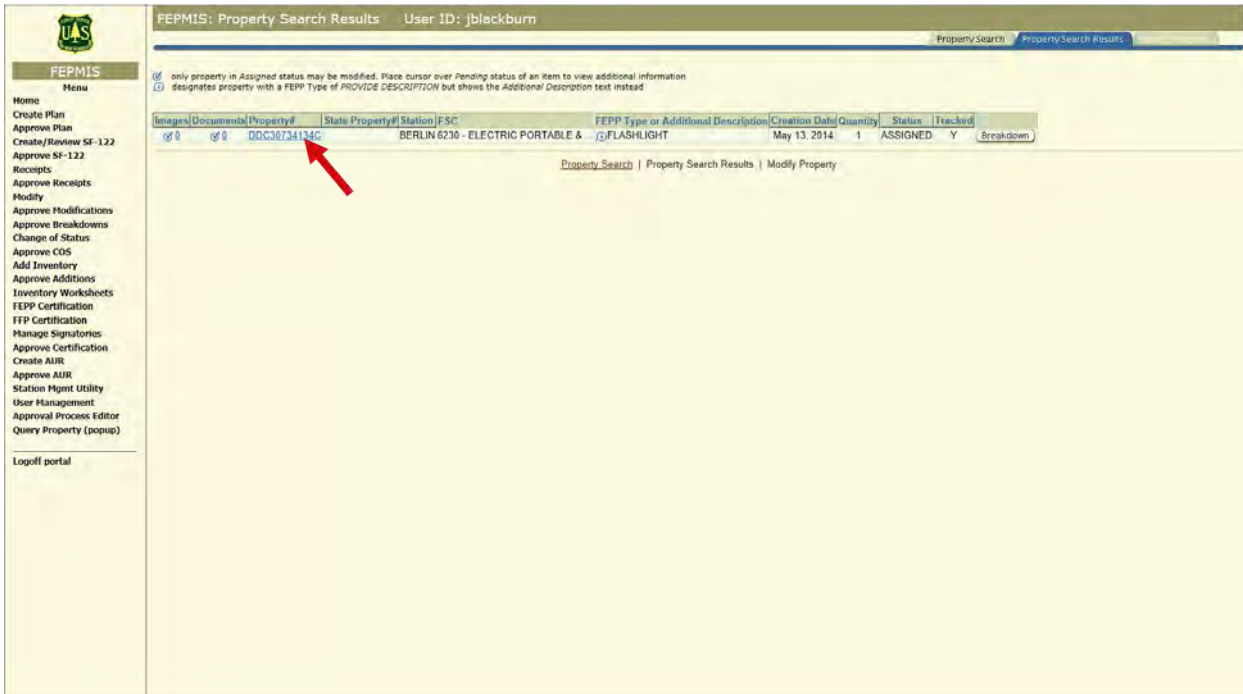 FEPMIS: Property Search Results User ID: jblackburn
Property Search Property Search Results
UAS
FEPMIS
Menu
Home
Create Plan
Approve Plan
Create/Review SF-122
Approve SF-122
Receipts
Approve Receipts
Modify
Approve Modifications
Approve Breakdowns
Change of Status
Approve COS
Add Inventory
Approve Additions
Inventory Worksheets
FEPP Certification
FFP Certification
Manage Signatories
Approve Certification
Create AUR
Approve AUR
Station Mgmt Utility
User Management
Approval Process Editor
Query Property (popup)
Logoff portal
only property in Assigned status may be modified. Place cursor over Pending status of an item to view additional information
designates property with a FEPP Type of PROVIDE DESCRIPTION but shows the Additional Description text instead
Images Documents Property# State Property# Station FSC FEPP Type or Additional Description Creation Date Quantity Status Tracked
0 0 DDC30734134C BERLIN 6230 - ELECTRIC PORTABLE & ... FLASHLIGHT May 13, 2014 1 ASSIGNED Y Breakdown
Property Search | Property Search Results | Modify Property